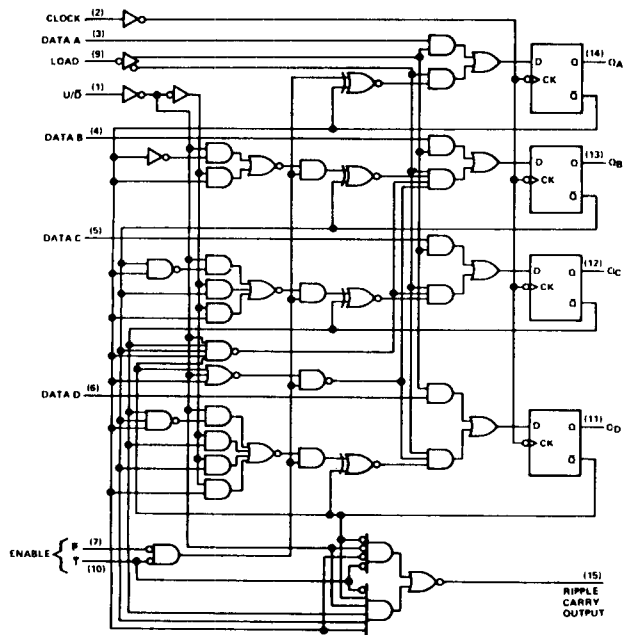 CLOCK (2)
DATA A (3)
LOAD (9)
U/D̅ (1)
D Q (14) QA
CK
Q̅
DATA B (4)
D Q (13) QB
CK
Q̅
DATA C (5)
D Q (12) QC
CK
Q̅
DATA D (6)
D Q (11) QD
CK
Q̅
ENABLE { P̅ (7)
T̅ (10)
(15)
RIPPLE
CARRY
OUTPUT